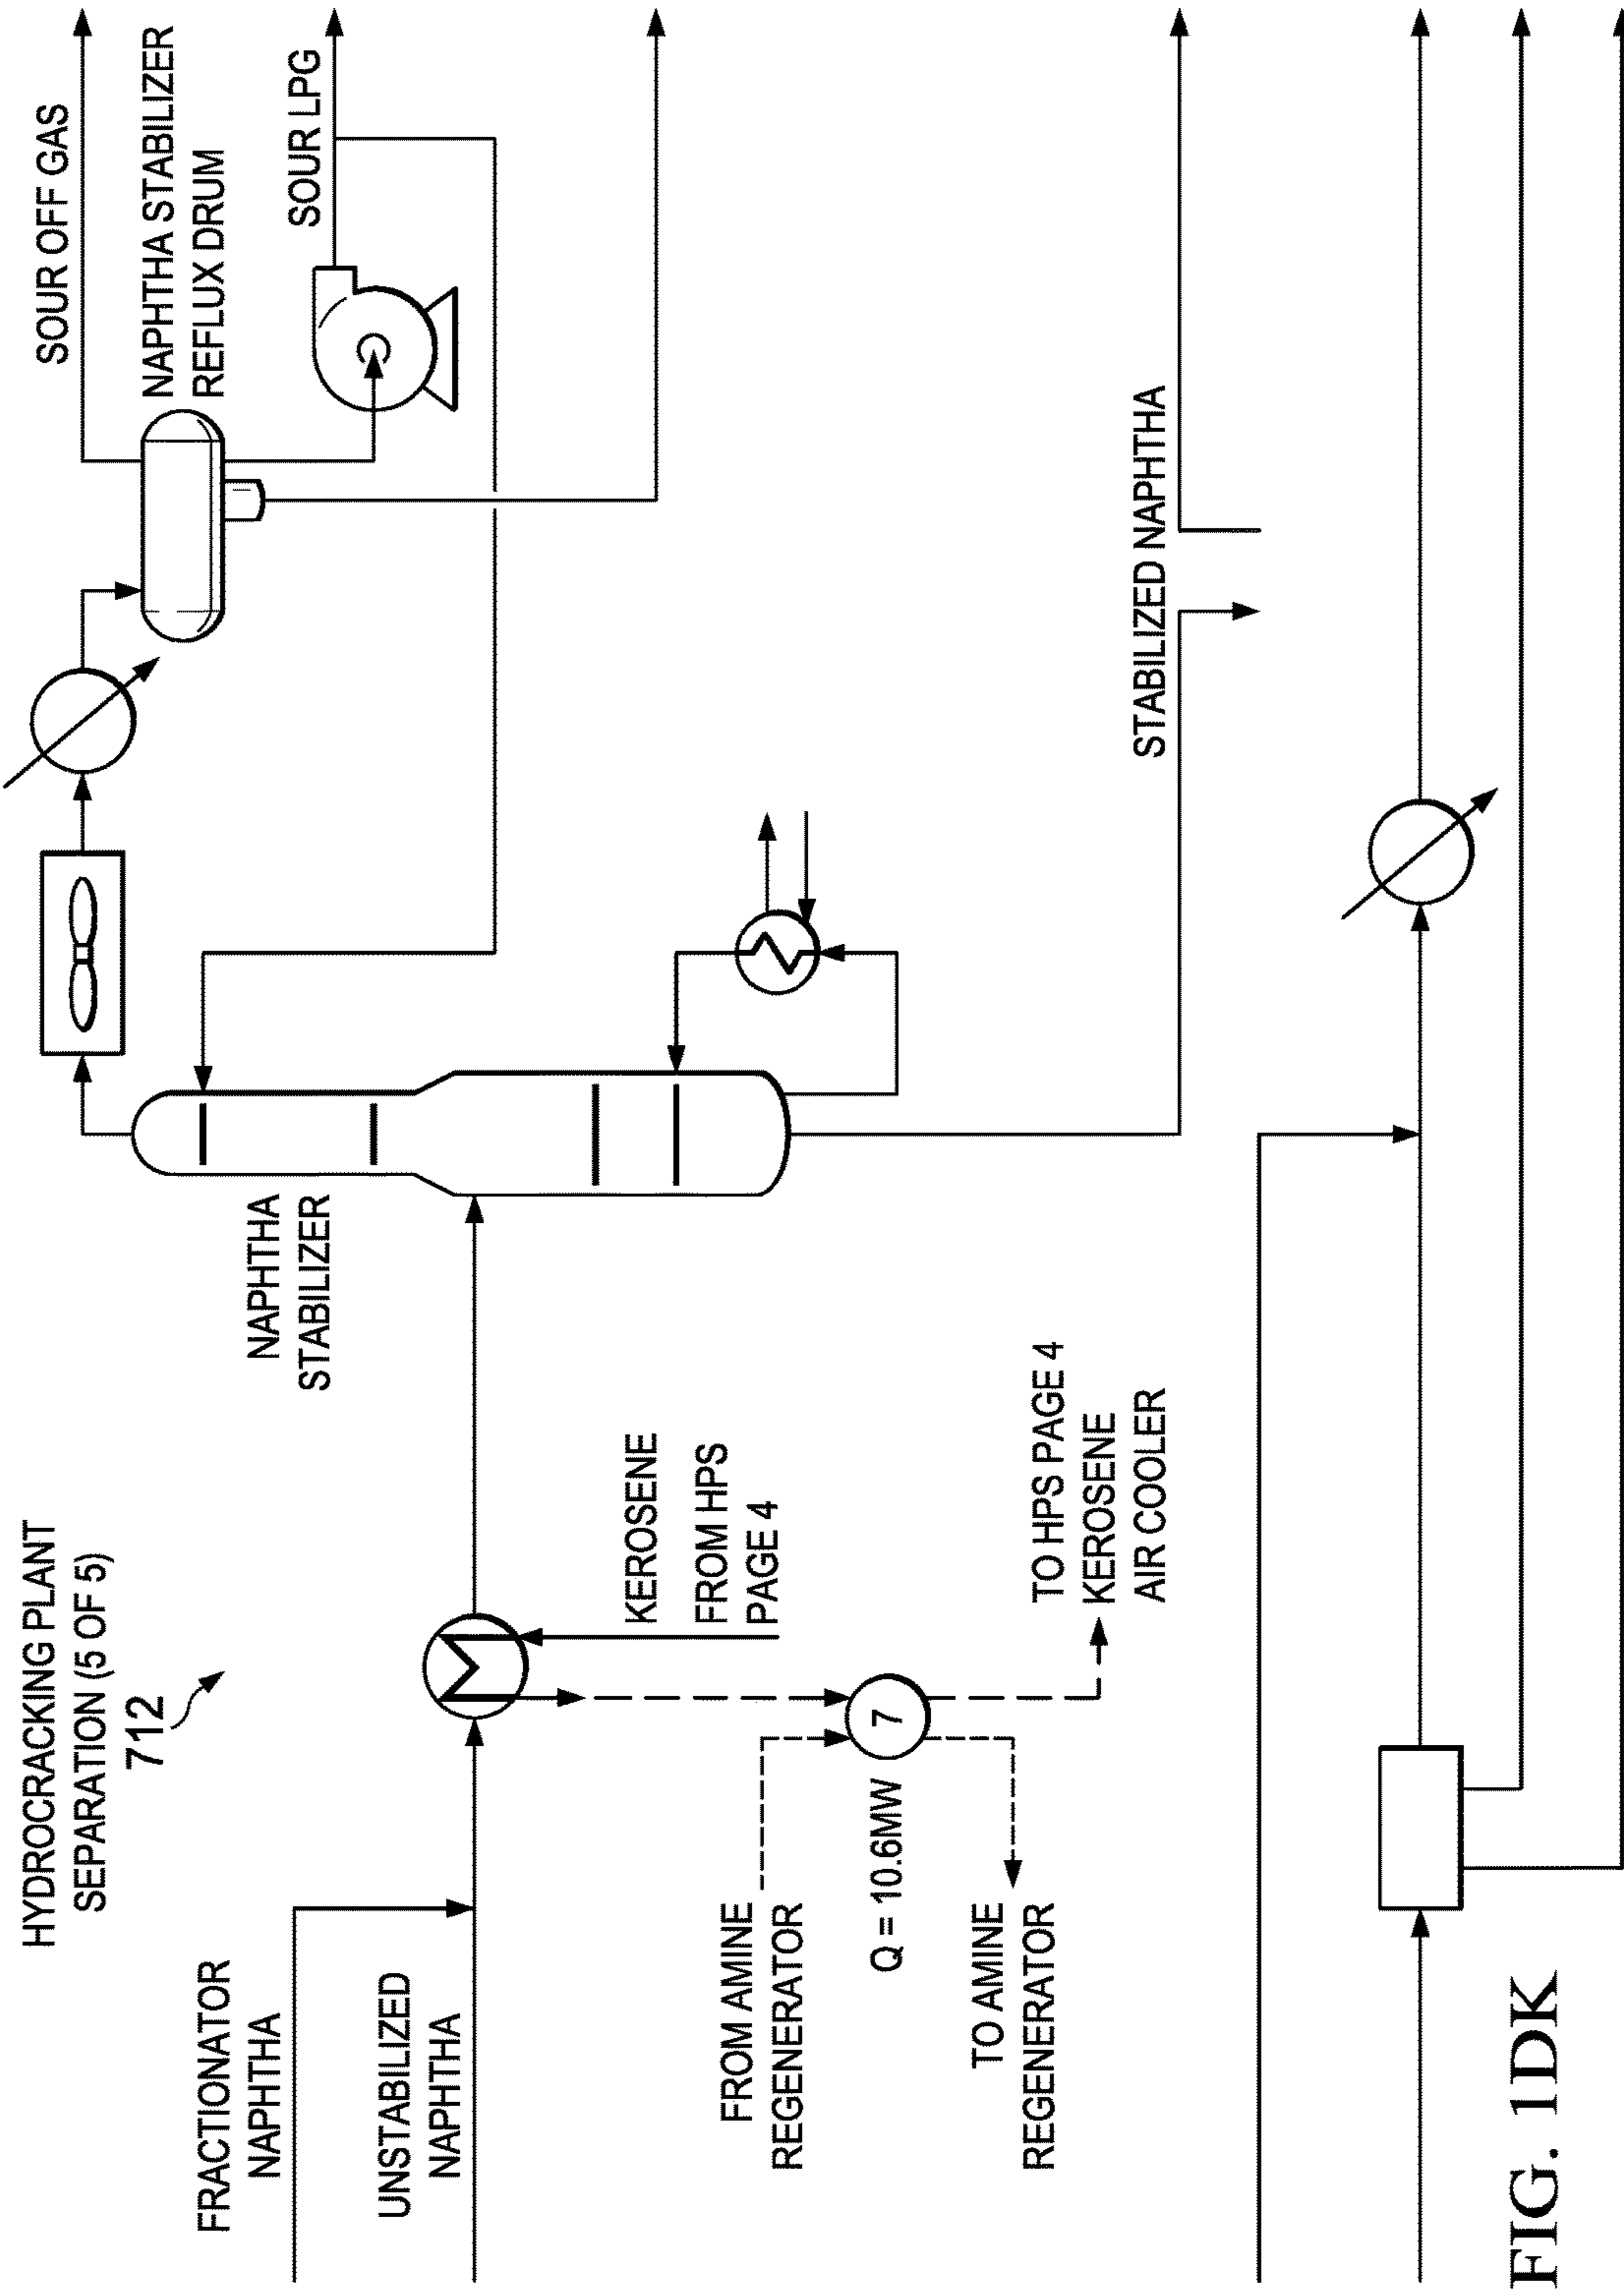 HYDROCRACKING PLANT
SEPARATION (5 OF 5)
712
FRACTIONATOR
NAPHTHA
UNSTABILIZED
NAPHTHA
FROM AMINE
REGENERATOR
Q = 10.6MW
7
TO AMINE
REGENERATOR
KEROSENE
FROM HPS
PAGE 4
TO HPS PAGE 4
KEROSENE
AIR COOLER
NAPHTHA
STABILIZER
SOUR OFF GAS
NAPHTHA STABILIZER
REFLUX DRUM
SOUR LPG
STABILIZED NAPHTHA
FIG. 1DK